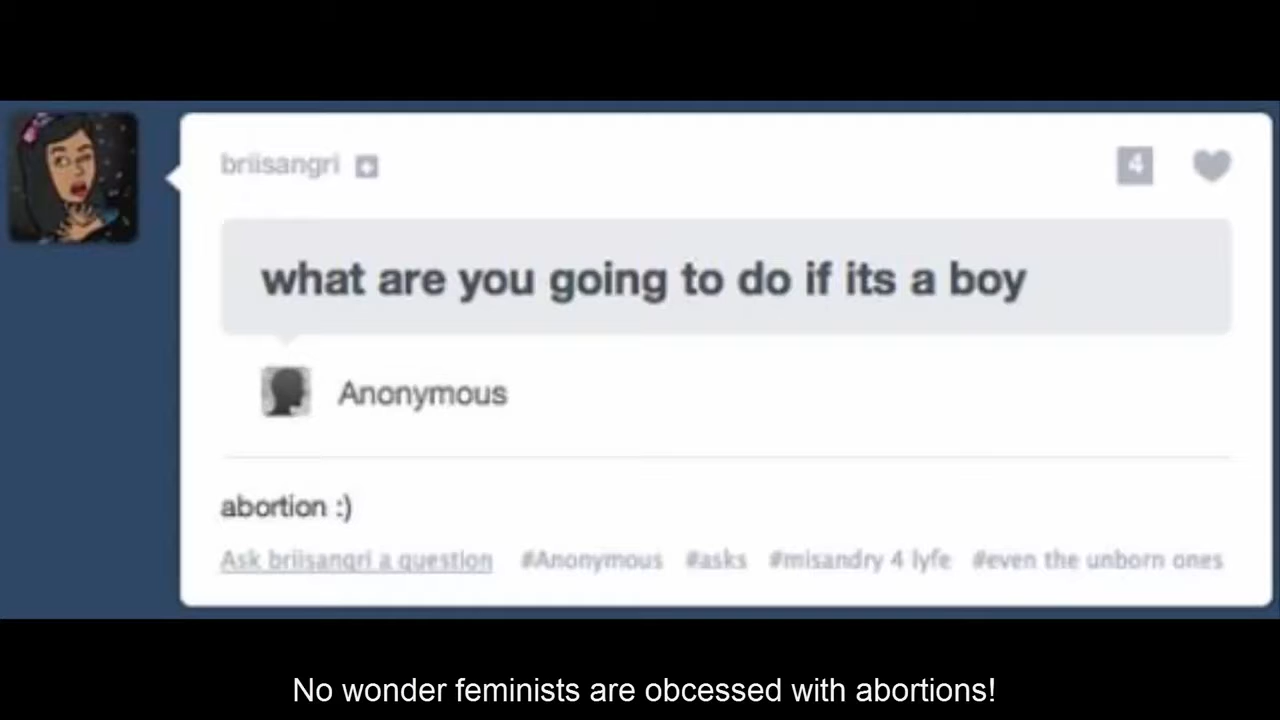 briisangri
4
what are you going to do if its a boy
Anonymous
abortion :)
Ask briisangri a question #Anonymous #asks #misandry 4 lyfe #even the unborn ones
No wonder feminists are obcessed with abortions!